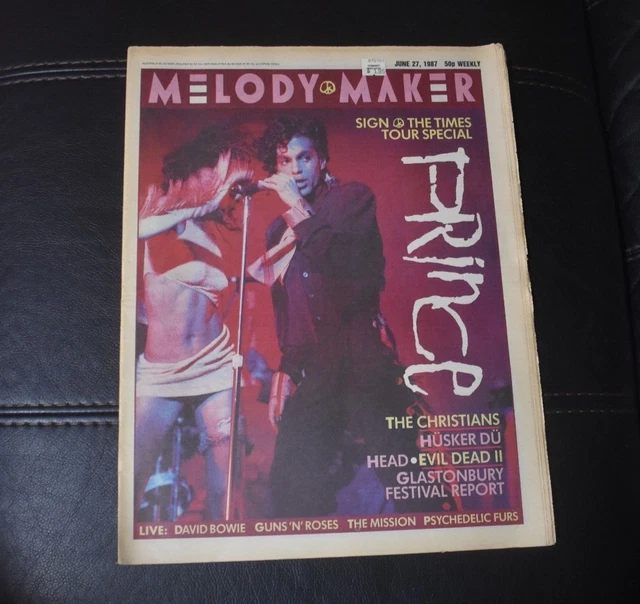 JUNE 27, 1987 50p WEEKLY
MELODY MAKER
SIGN ☮ THE TIMES
TOUR SPECIAL
PRINCE
THE CHRISTIANS
HÜSKER DÜ
HEAD • EVIL DEAD II
GLASTONBURY
FESTIVAL REPORT
LIVE: DAVID BOWIE GUNS 'N' ROSES THE MISSION PSYCHEDELIC FURS